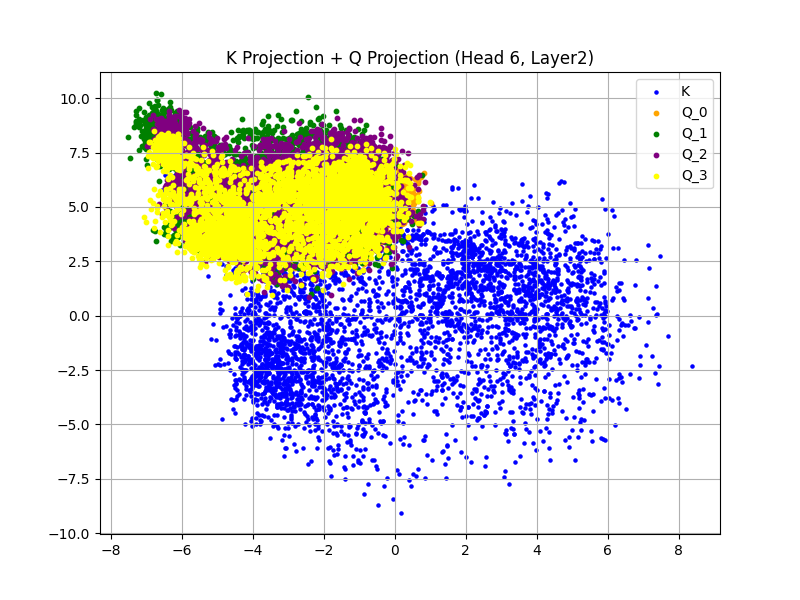 K Projection + Q Projection (Head 6, Layer2)
K
Q_0
Q_1
Q_2
Q_3
10.0
7.5
5.0
2.5
0.0
−2.5
−5.0
−7.5
−10.0
−8 −6 −4 −2 0 2 4 6 8